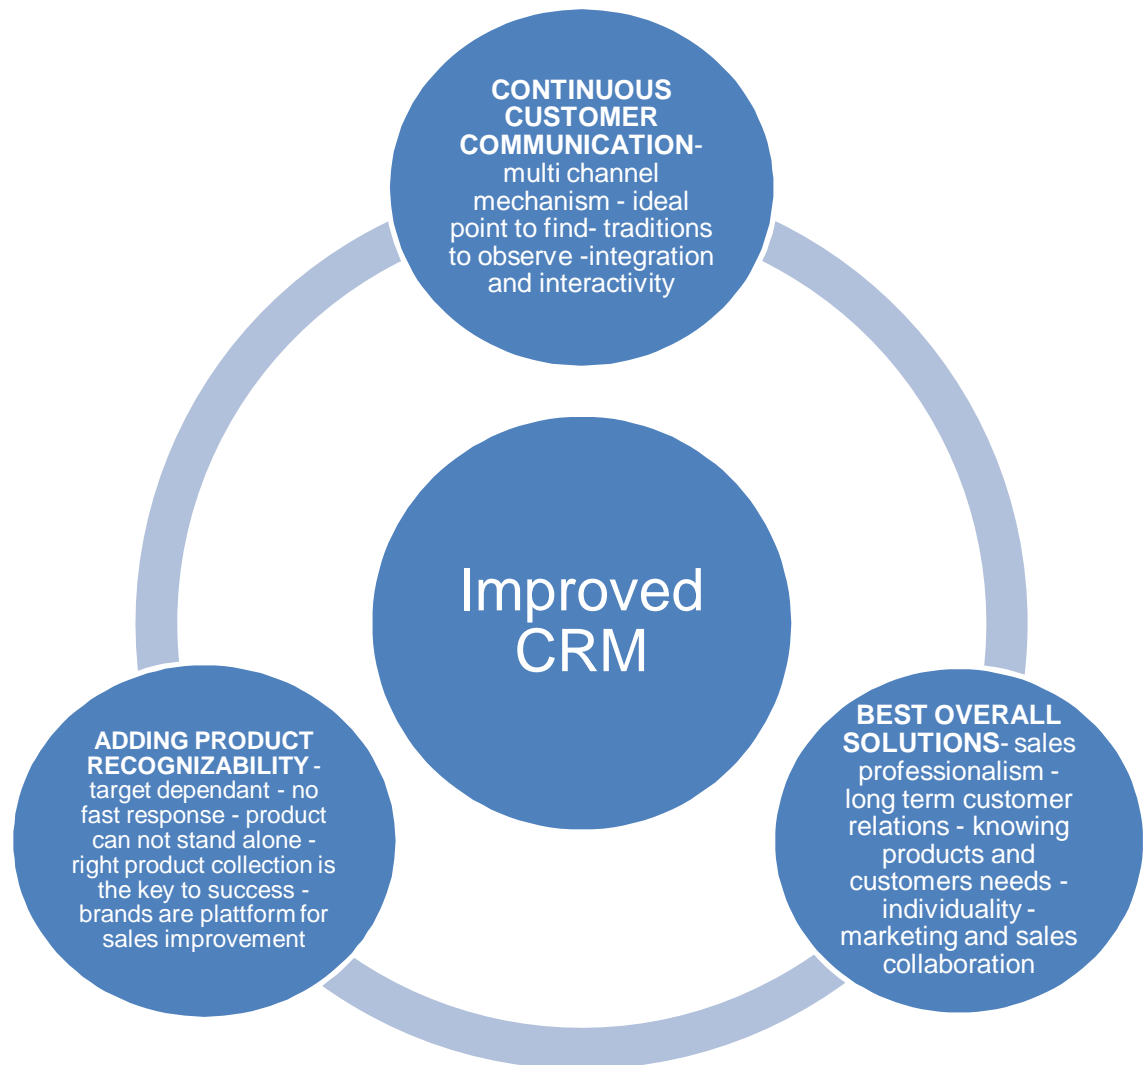 CONTINUOUS
CUSTOMER
COMMUNICATION-
multi channel
mechanism - ideal
point to find- traditions
to observe -integration
and interactivity
Improved
CRM
ADDING PRODUCT
RECOGNIZABILITY -
target dependant - no
fast response - product
can not stand alone -
right product collection is
the key to success -
brands are plattform for
sales improvement
BEST OVERALL
SOLUTIONS- sales
professionalism -
long term customer
relations - knowing
products and
customers needs -
individuality -
marketing and sales
collaboration